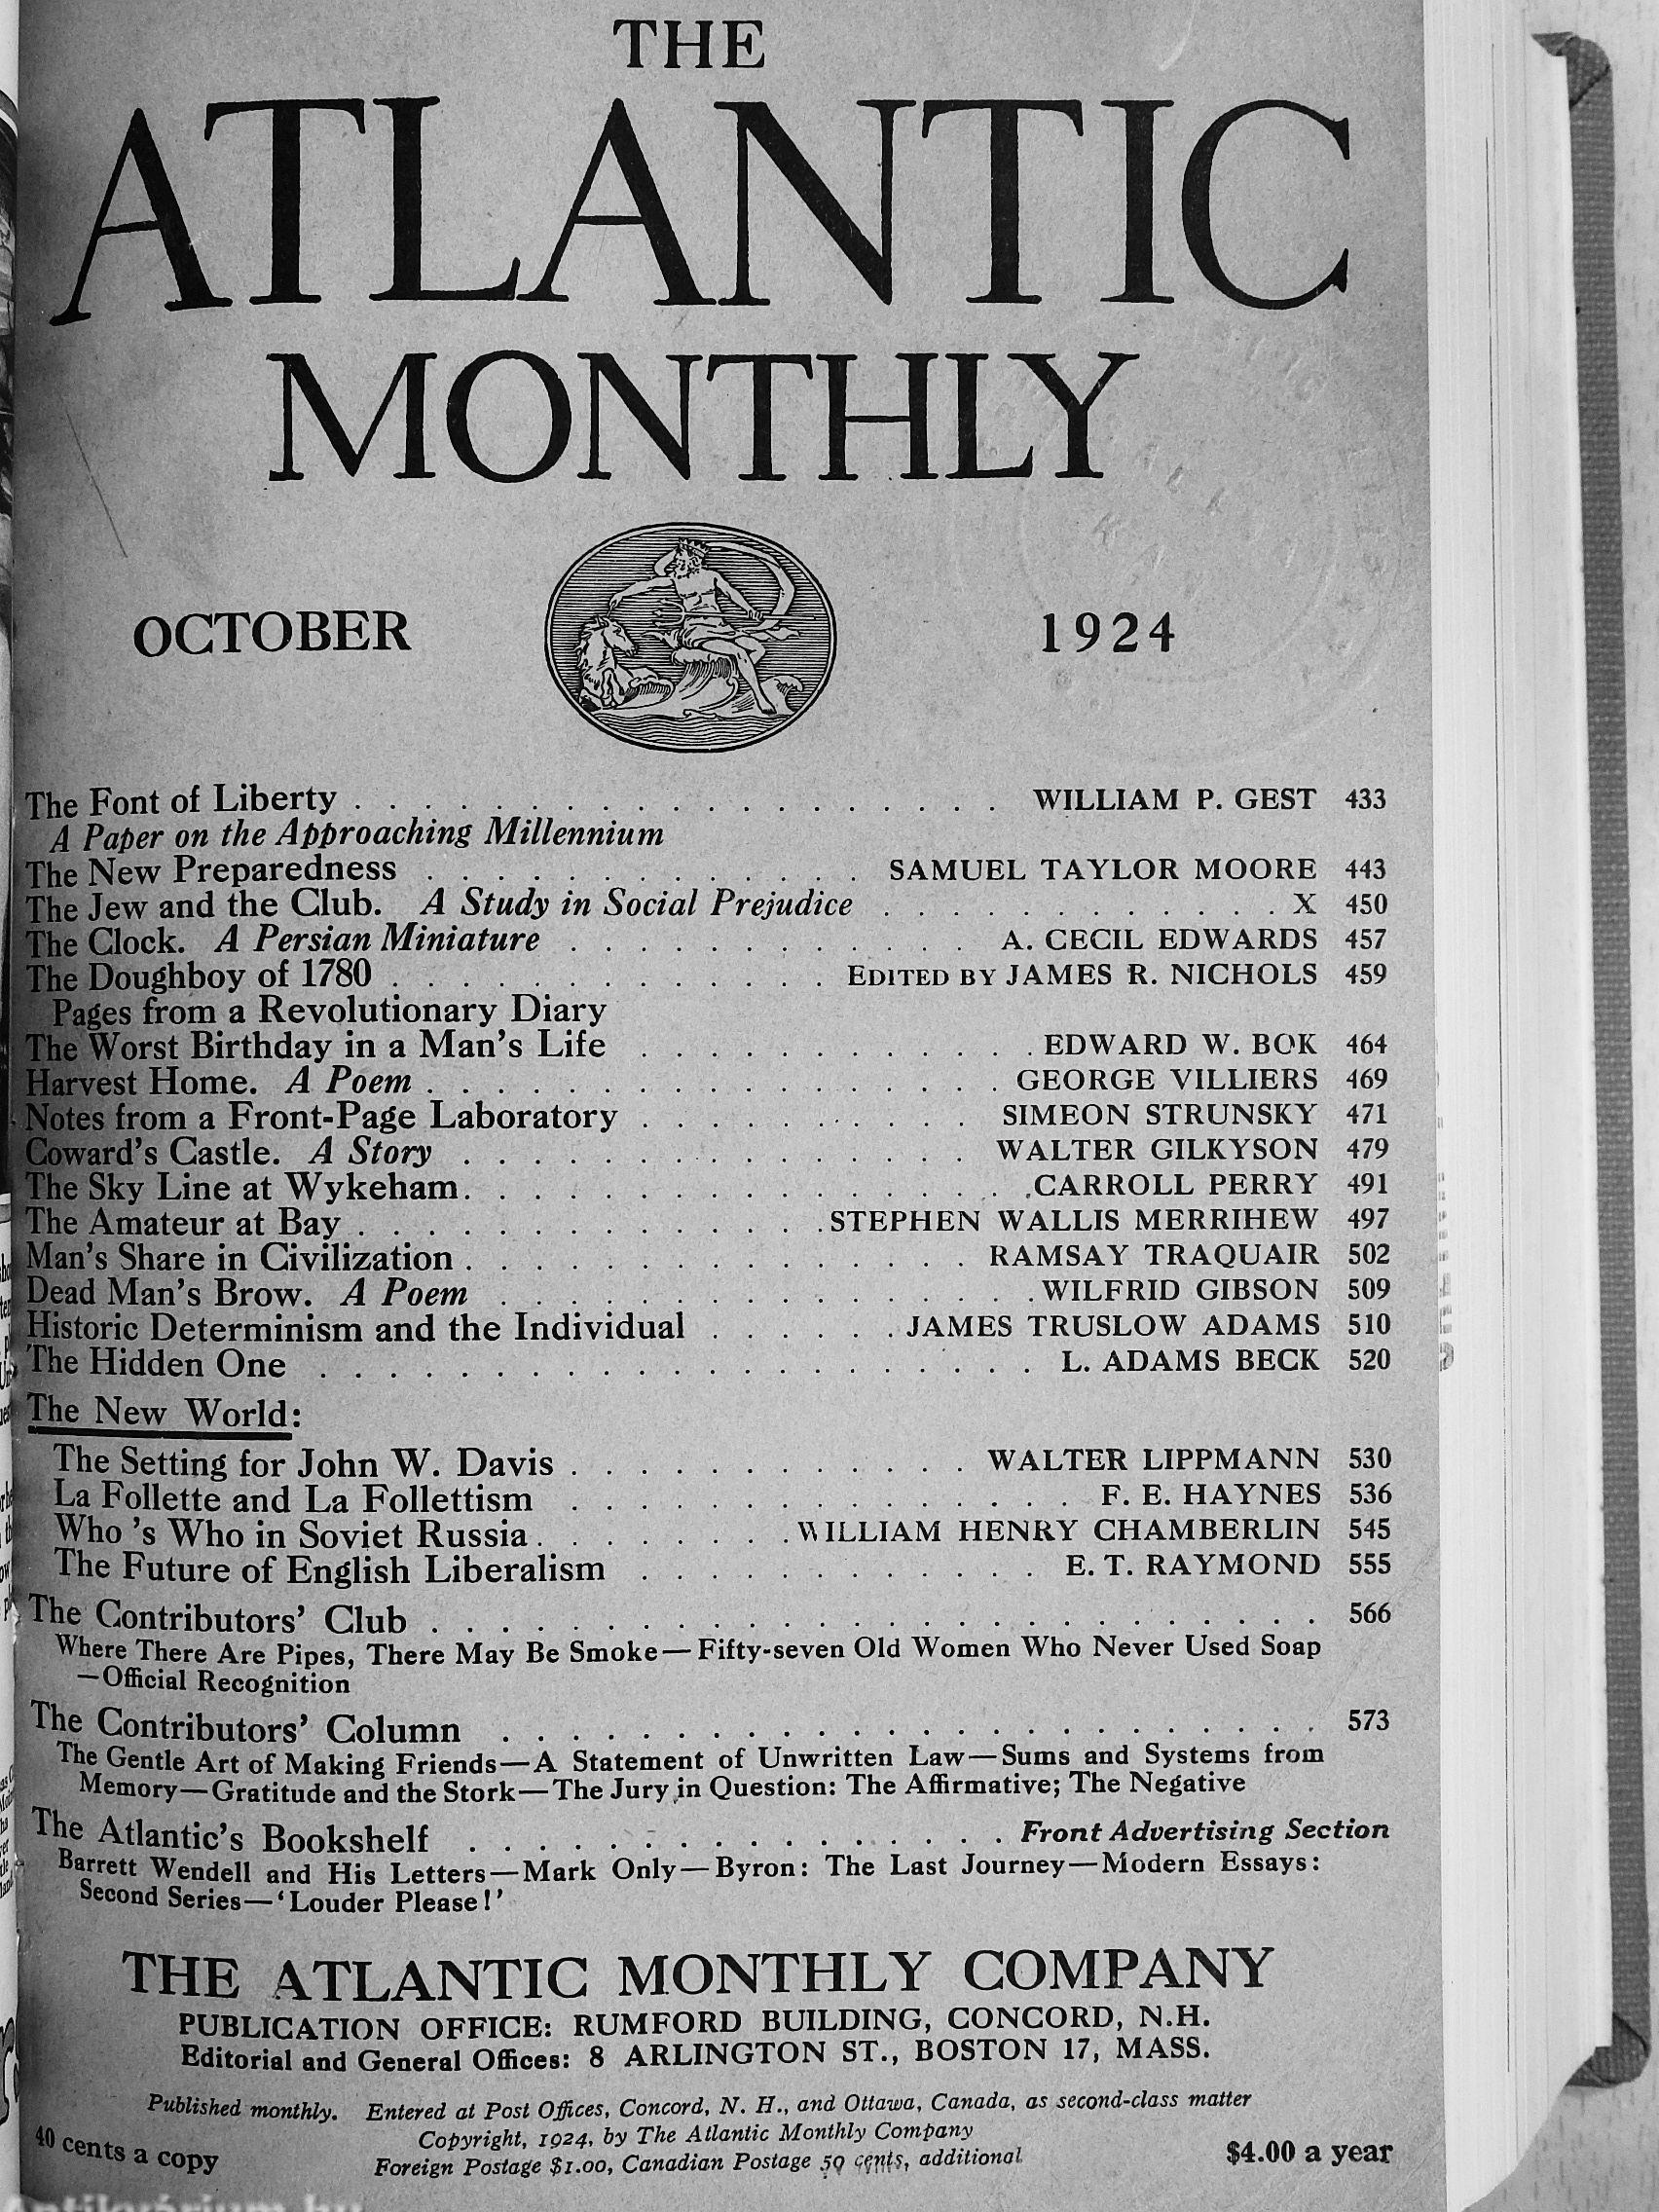 THE
ATLANTIC
MONTHLY
OCTOBER 1924
The Font of Liberty . . . . . . . . . . . . . . . . . . . WILLIAM P. GEST 433
A Paper on the Approaching Millennium
The New Preparedness . . . . . . . . . . . . . SAMUEL TAYLOR MOORE 443
The Jew and the Club. A Study in Social Prejudice . . . . . . . . . . . . X 450
The Clock. A Persian Miniature . . . . . . . . . . . . A. CECIL EDWARDS 457
The Doughboy of 1780 . . . . . . . . . . . . . EDITED BY JAMES R. NICHOLS 459
Pages from a Revolutionary Diary
The Worst Birthday in a Man's Life . . . . . . . . . . . . EDWARD W. BOK 464
Harvest Home. A Poem . . . . . . . . . . . . . . . . . GEORGE VILLIERS 469
Notes from a Front-Page Laboratory . . . . . . . . . . SIMEON STRUNSKY 471
Coward's Castle. A Story . . . . . . . . . . . . . . . WALTER GILKYSON 479
The Sky Line at Wykeham . . . . . . . . . . . . . . . . . CARROLL PERRY 491
The Amateur at Bay . . . . . . . . . . . . . . STEPHEN WALLIS MERRIHEW 497
Man's Share in Civilization . . . . . . . . . . . . . . . RAMSAY TRAQUAIR 502
Dead Man's Brow. A Poem . . . . . . . . . . . . . . . . WILFRID GIBSON 509
Historic Determinism and the Individual . . . . . . JAMES TRUSLOW ADAMS 510
The Hidden One . . . . . . . . . . . . . . . . . . . . . L. ADAMS BECK 520
The New World:
The Setting for John W. Davis . . . . . . . . . . . . WALTER LIPPMANN 530
La Follette and La Follettism . . . . . . . . . . . . . . . F. E. HAYNES 536
Who 's Who in Soviet Russia . . . . . . . . WILLIAM HENRY CHAMBERLIN 545
The Future of English Liberalism . . . . . . . . . . . . E. T. RAYMOND 555
The Contributors' Club . . . . . . . . . . . . . . . . . . . . . . . . . . 566
Where There Are Pipes, There May Be Smoke—Fifty-seven Old Women Who Never Used Soap
—Official Recognition
The Contributors' Column . . . . . . . . . . . . . . . . . . . . . . . . 573
The Gentle Art of Making Friends—A Statement of Unwritten Law—Sums and Systems from
Memory—Gratitude and the Stork—The Jury in Question: The Affirmative; The Negative
The Atlantic's Bookshelf . . . . . . . . . . . . . . . . Front Advertising Section
Barrett Wendell and His Letters—Mark Only—Byron: The Last Journey—Modern Essays:
Second Series—'Louder Please!'
THE ATLANTIC MONTHLY COMPANY
PUBLICATION OFFICE: RUMFORD BUILDING, CONCORD, N.H.
Editorial and General Offices: 8 ARLINGTON ST., BOSTON 17, MASS.
Published monthly. Entered at Post Offices, Concord, N. H., and Ottawa, Canada, as second-class matter
Copyright, 1924, by The Atlantic Monthly Company
Foreign Postage $1.00, Canadian Postage 50 cents, additional
40 cents a copy
$4.00 a year